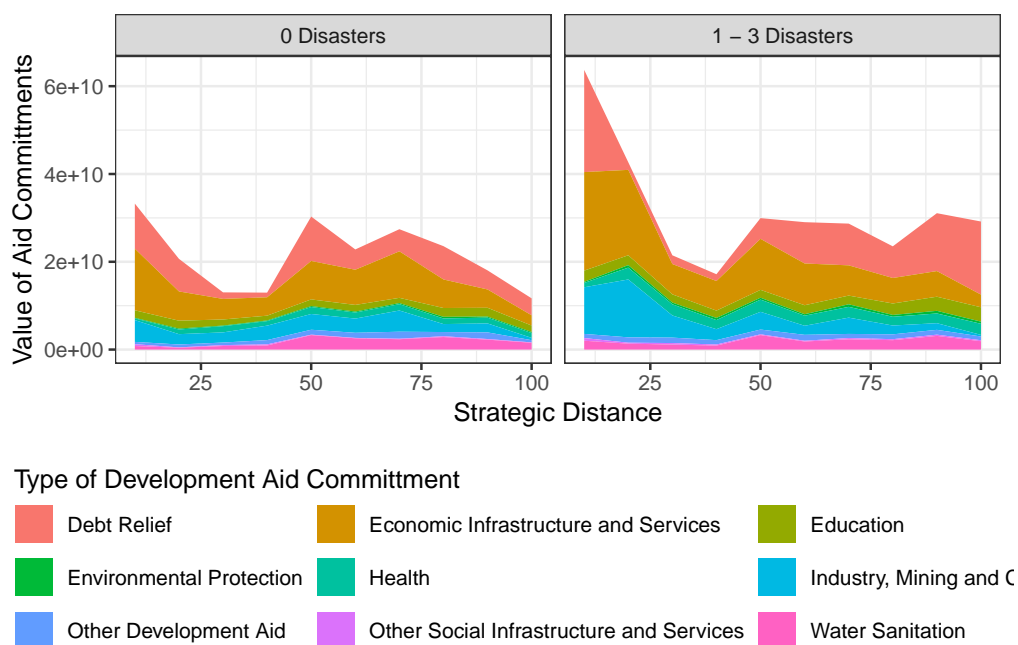 0 Disasters
1 − 3 Disasters
Value of Aid Committments
6e+10
4e+10
2e+10
0e+00
25
50
75
100
25
50
75
100
Strategic Distance
Type of Development Aid Committment
Debt Relief
Economic Infrastructure and Services
Education
Environmental Protection
Health
Industry, Mining and C
Other Development Aid
Other Social Infrastructure and Services
Water Sanitation